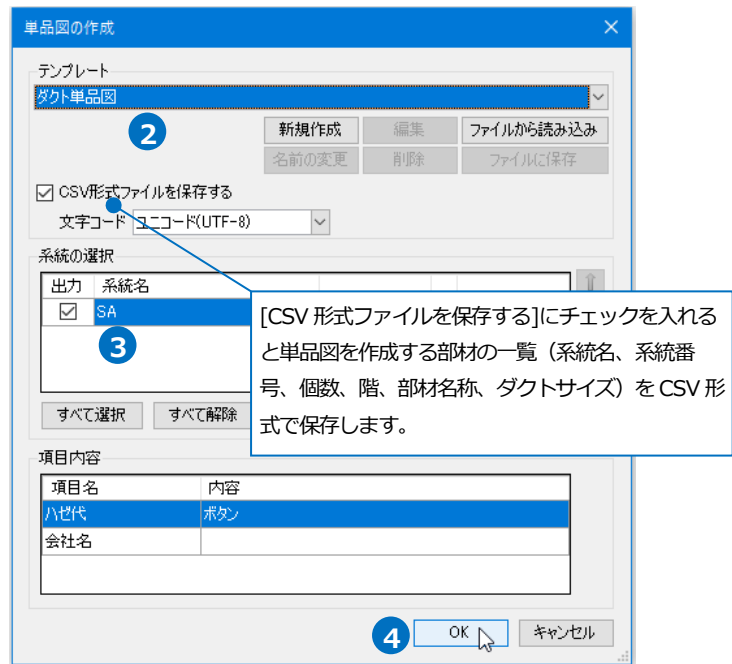 単品図の作成
テンプレート
ダクト単品図
2
新規作成 編集 ファイルから読み込み
名前の変更 削除 ファイルに保存
CSV形式ファイルを保存する
文字コード ユニコード(UTF-8)
系統の選択
出力 系統名
SA
3
[CSV 形式ファイルを保存する]にチェックを入れる
と単品図を作成する部材の一覧（系統名、系統番
号、個数、階、部材名称、ダクトサイズ）を CSV 形
式で保存します。
すべて選択 すべて解除
項目内容
項目名 内容
ハゼ代 ボタン
会社名
4
OK キャンセル